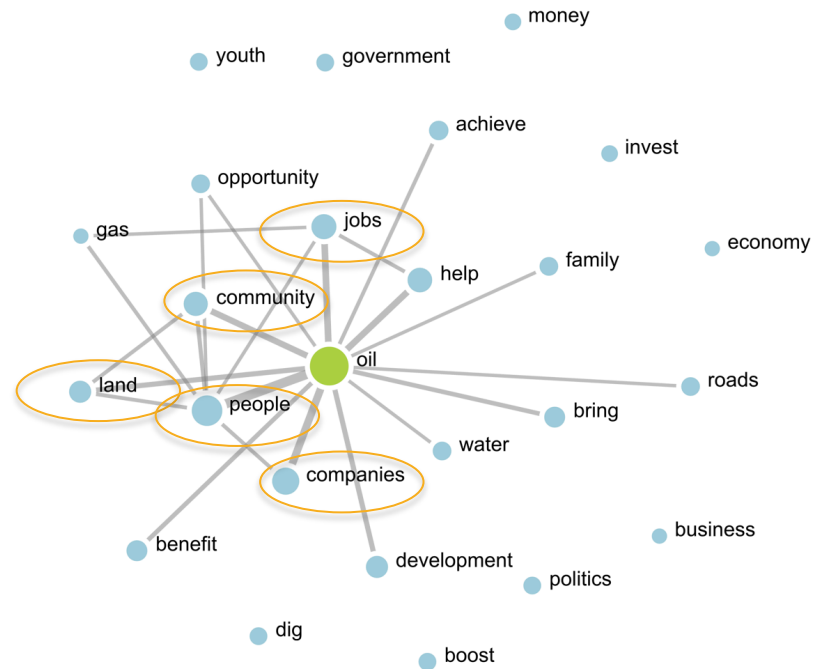 money
youth
government
achieve
invest
opportunity
jobs
gas
economy
family
help
community
oil
land
roads
people
bring
water
companies
business
benefit
development
politics
dig
boost